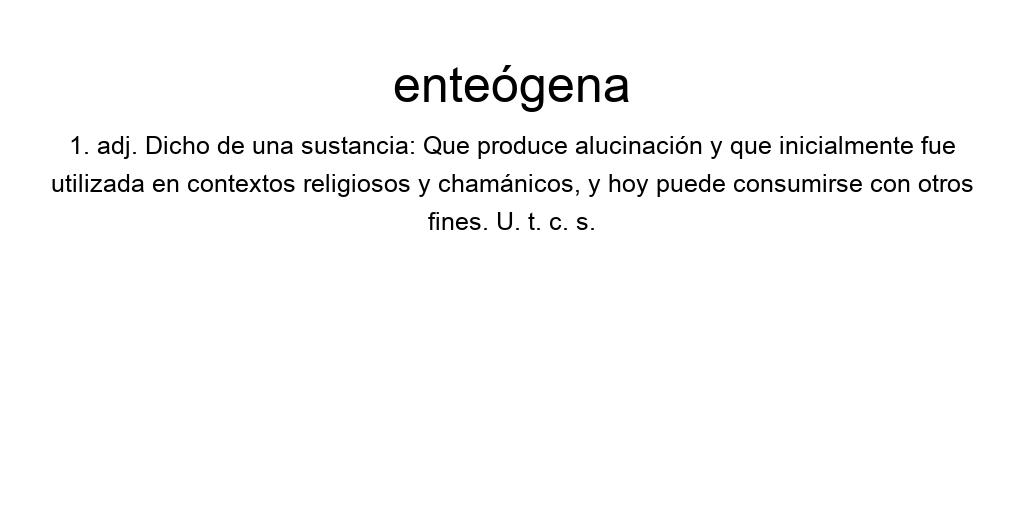 enteógena
1. adj. Dicho de una sustancia: Que produce alucinación y que inicialmente fue
utilizada en contextos religiosos y chamánicos, y hoy puede consumirse con otros
fines. U. t. c. s.